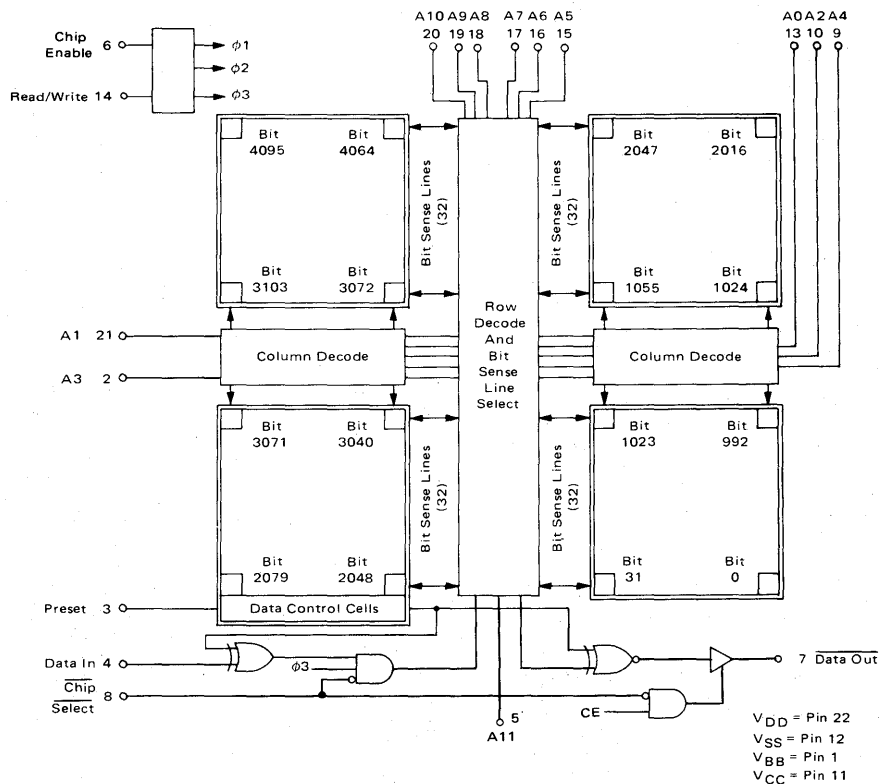 Chip
Enable
6
ϕ1
ϕ2
ϕ3
Read/Write 14
A10 A9 A8
20 19 18
A7 A6 A5
17 16 15
A0 A2 A4
13 10 9
Bit
4095
Bit
4064
Bit
3103
Bit
3072
Bit Sense Lines
(32)
Bit Sense Lines
(32)
Bit
2047
Bit
2016
Bit
1055
Bit
1024
Row
Decode
And
Bit
Sense
Line
Select
A1 21
A3 2
Column Decode
Column Decode
Bit
3071
Bit
3040
Bit
2079
Bit
2048
Bit Sense Lines
(32)
Bit Sense Lines
(32)
Bit
1023
Bit
992
Bit
31
Bit
0
Preset 3
Data Control Cells
Data In 4
ϕ3
Chip
Select
8
5
A11
CE
7 Data Out
VDD = Pin 22
VSS = Pin 12
VBB = Pin 1
VCC = Pin 11